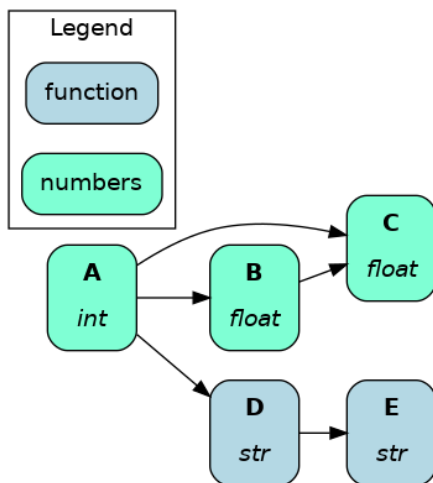 Legend
function
numbers
A
int
B
float
C
float
D
str
E
str